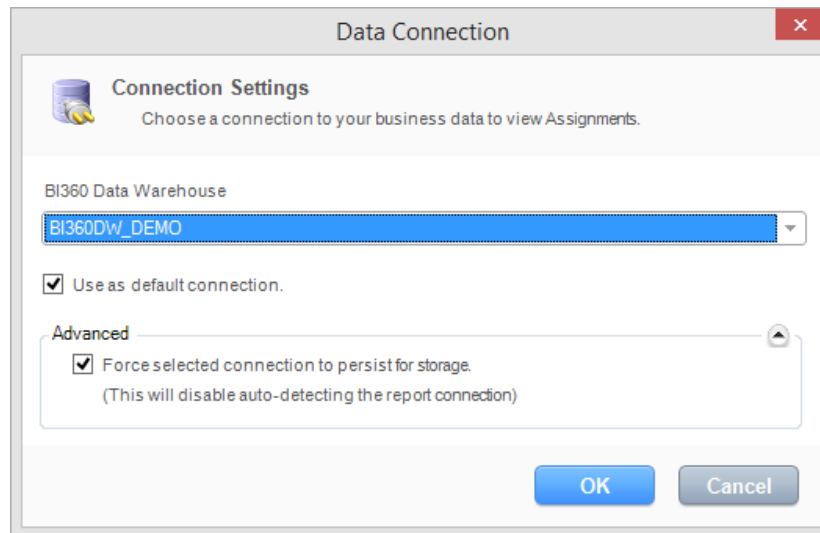 Data Connection
Connection Settings
Choose a connection to your business data to view Assignments.
BI360 Data Warehouse
BI360DW_DEMO
Use as default connection.
Advanced
Force selected connection to persist for storage.
(This will disable auto-detecting the report connection)
OK
Cancel